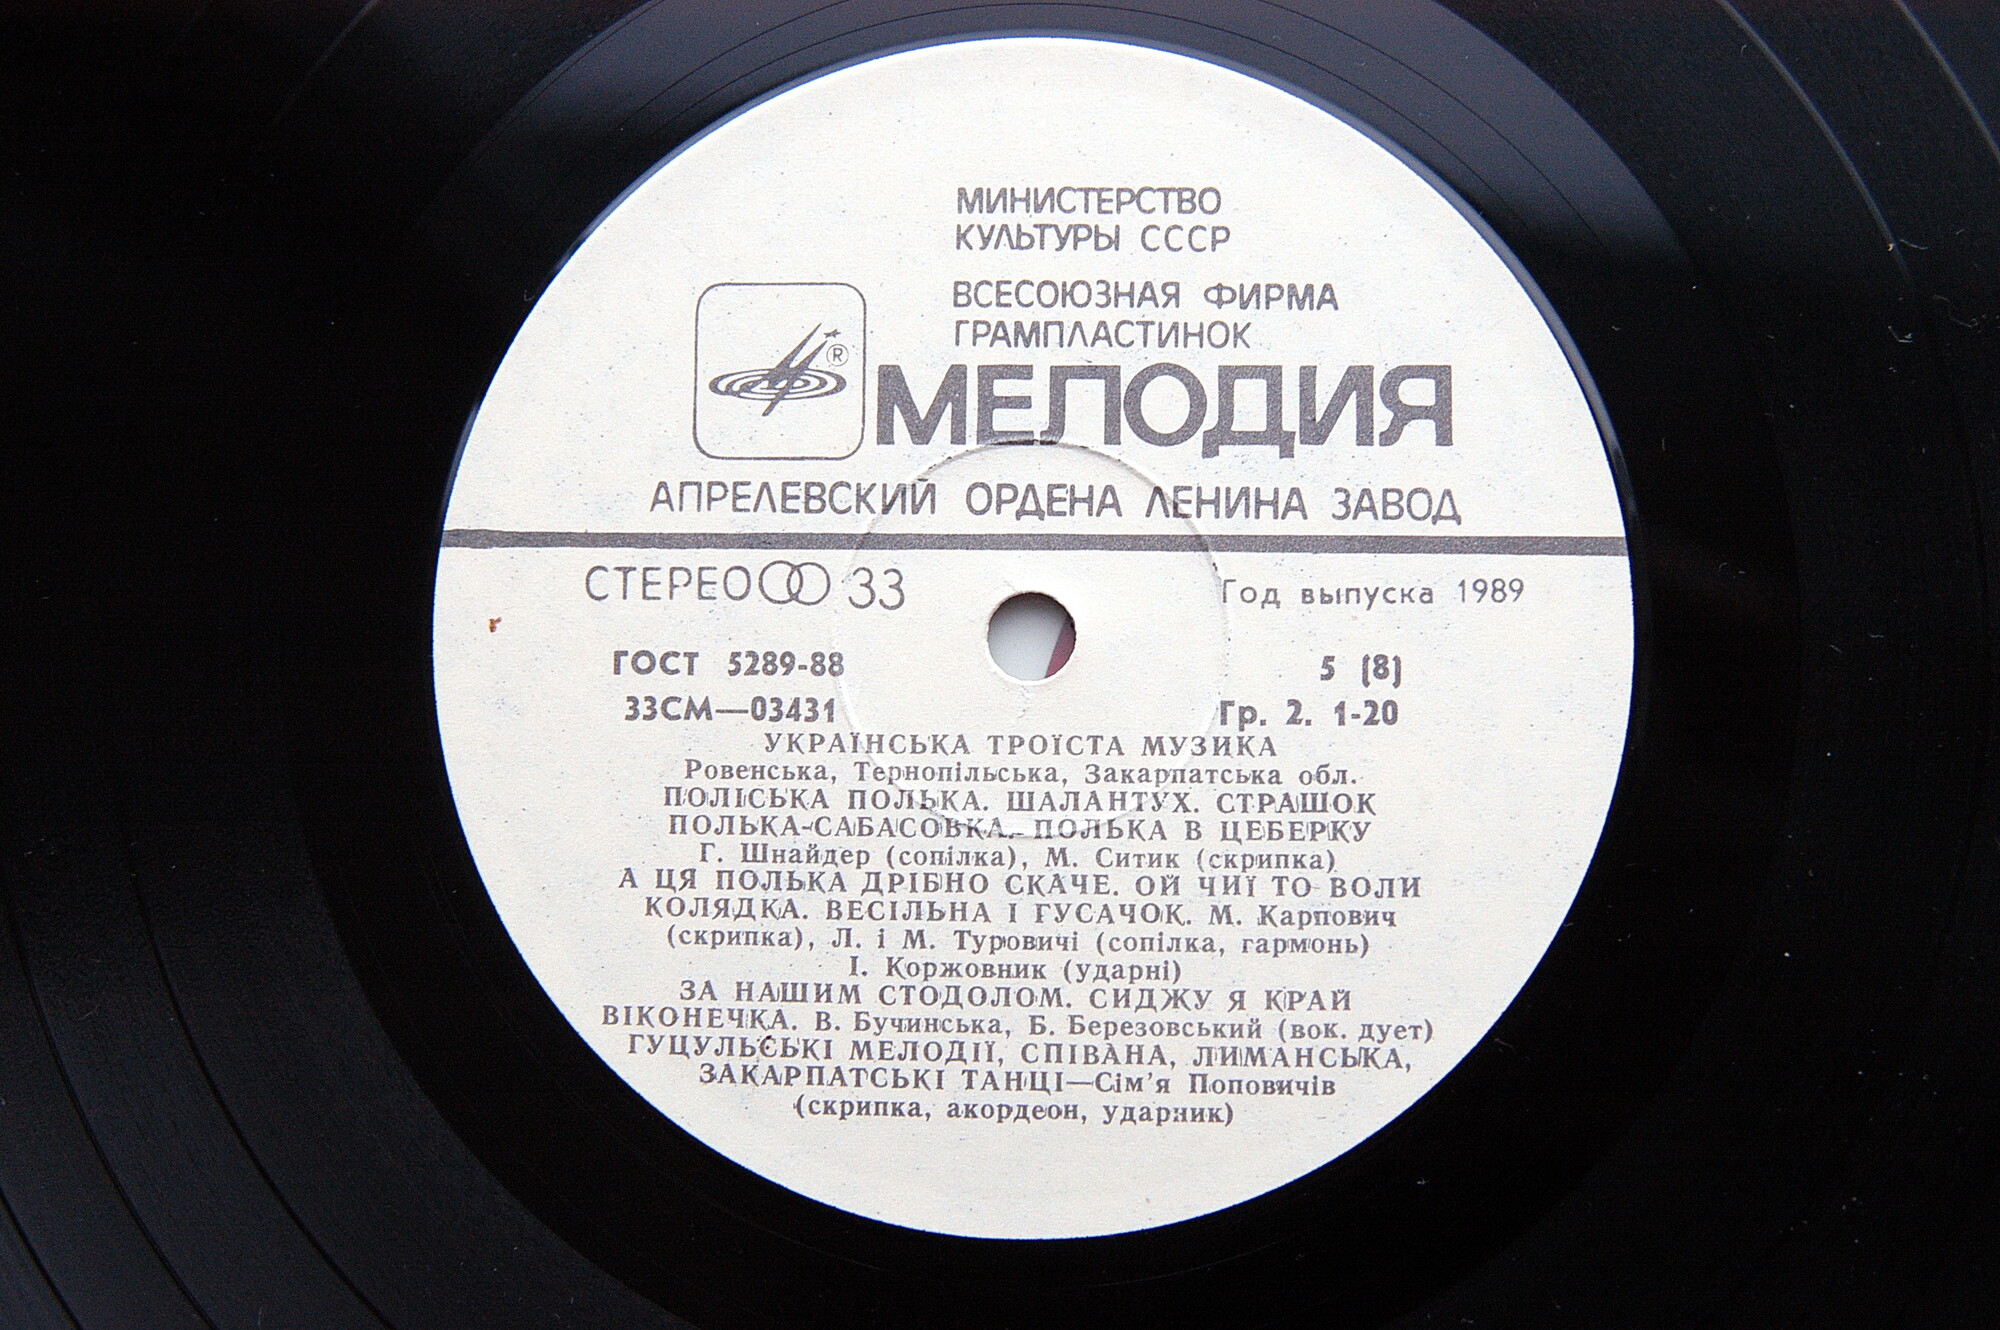 МИНИСТЕРСТВО
КУЛЬТУРЫ СССР
ВСЕСОЮЗНАЯ ФИРМА
ГРАМПЛАСТИНОК
®
МЕЛОДИЯ
АПРЕЛЕВСКИЙ ОРДЕНА ЛЕНИНА ЗАВОД
СТЕРЕО 33
Год выпуска 1989
ГОСТ 5289-88
5 (8)
33СМ—03431
Гр. 2. 1-20
УКРАЇНСЬКА ТРОЇСТА МУЗИКА
Ровенська, Тернопільська, Закарпатська обл.
ПОЛІСЬКА ПОЛЬКА. ШАЛАНТУХ. СТРАШОК
ПОЛЬКА-САБАСОВКА.- ПОЛЬКА В ЦЕБЕРКУ
Г. Шнайдер (сопілка), М. Ситик (скрипка)
А ЦЯ ПОЛЬКА ДРІБНО СКАЧЕ. ОЙ ЧИЇ ТО ВОЛИ
КОЛЯДКА. ВЕСІЛЬНА І ГУСАЧОК. М. Карпович
(скрипка), Л. і М. Туровичі (сопілка, гармонь)
І. Коржовник (ударні)
ЗА НАШИМ СТОДОЛОМ. СИДЖУ Я КРАЙ
ВІКОНЕЧКА. В. Бучинська, Б. Березовський (вок. дует)
ГУЦУЛЬСЬКІ МЕЛОДІЇ, СПІВАНА, ЛИМАНСЬКА,
ЗАКАРПАТСЬКІ ТАНЦІ—Сім'я Поповичів
(скрипка, акордеон, ударник)